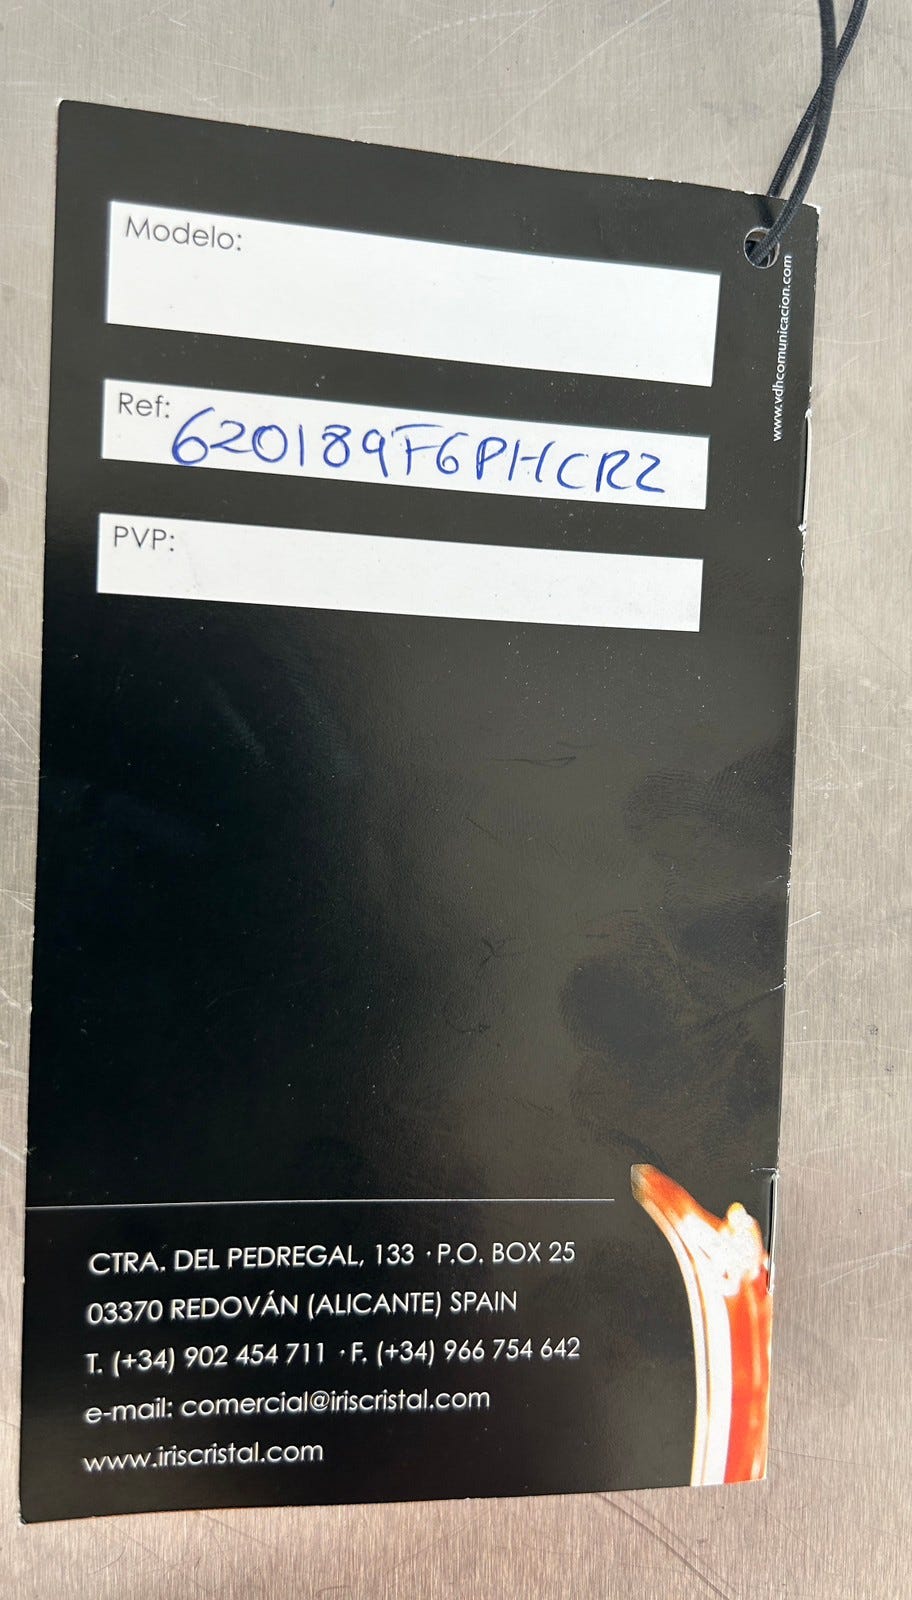 Modelo:
www.vdhcomunicacion.com
Ref: 620189F6PHCR2
PVP:
CTRA. DEL PEDREGAL, 133 · P.O. BOX 25
03370 REDOVÁN (ALICANTE) SPAIN
T. (+34) 902 454 711 · F. (+34) 966 754 642
e-mail: comercial@iriscristal.com
www.iriscristal.com